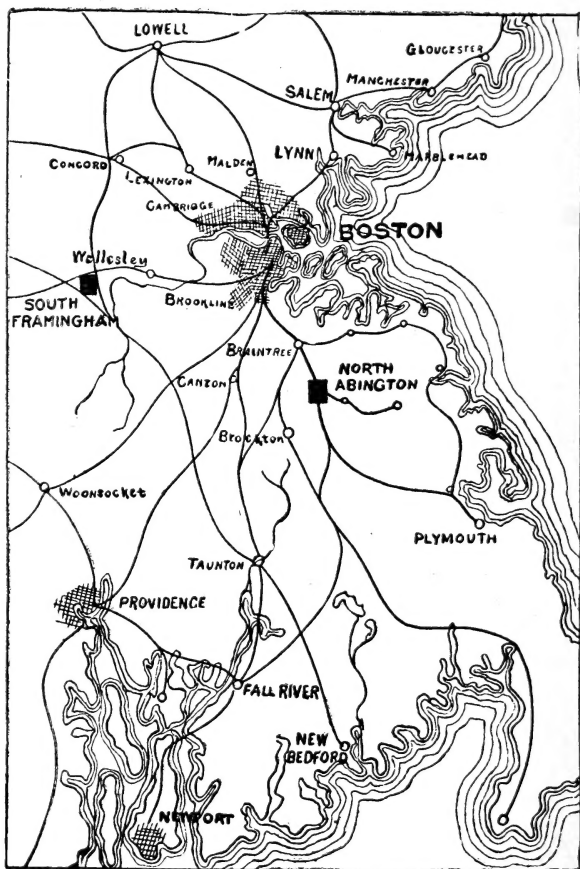 LOWELL
GLOUCESTER
MANCHESTER
SALEM
LYNN
MARBLEHEAD
MALDEN
CONCORD
LEXINGTON
CAMBRIDGE
BOSTON
Wellesley
BROOKLINE
SOUTH
FRAMINGHAM
BRAINTREE
NORTH
ABINGTON
CANTON
BROCKTON
WOONSOCKET
PLYMOUTH
TAUNTON
PROVIDENCE
FALL RIVER
NEW
BEDFORD
NEWPORT